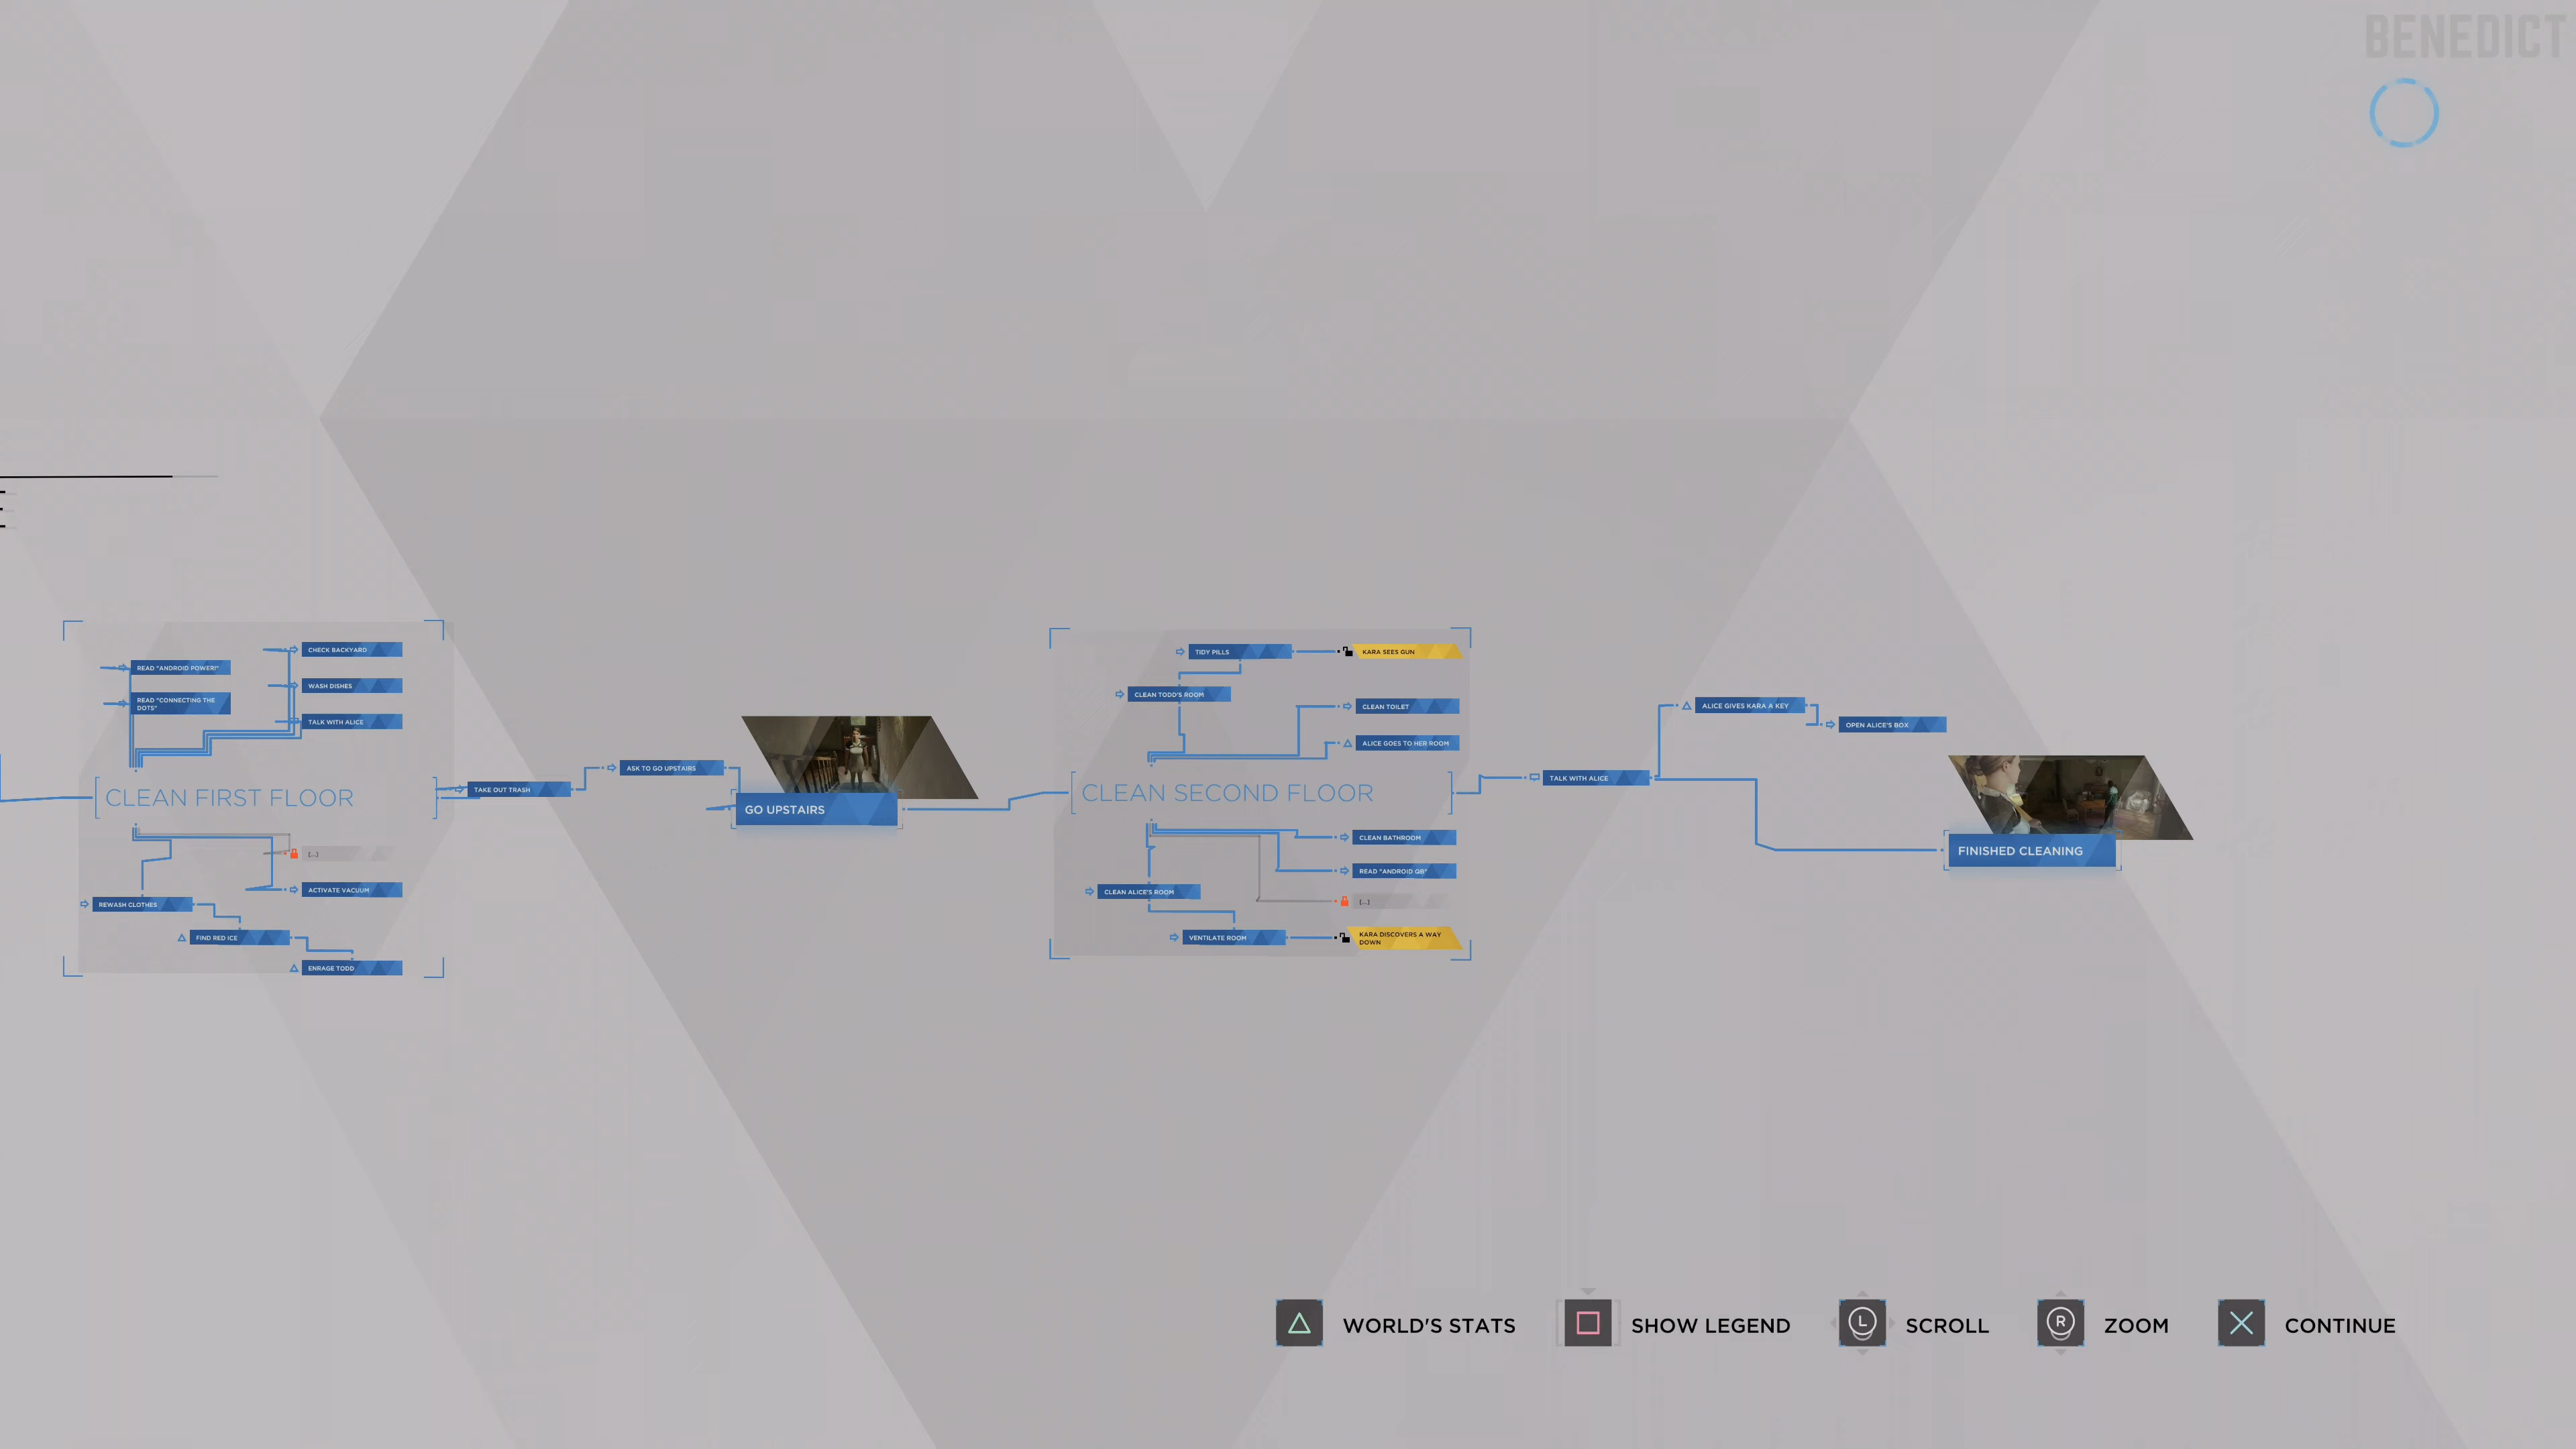 BENEDICT
CHECK BACKYARD
READ "ANDROID POWER!"
WASH DISHES
READ "CONNECTING THE
DOTS"
TALK WITH ALICE
CLEAN FIRST FLOOR
[...]
ACTIVATE VACUUM
REWASH CLOTHES
FIND RED ICE
ENRAGE TODD
TAKE OUT TRASH
ASK TO GO UPSTAIRS
GO UPSTAIRS
TIDY PILLS
KARA SEES GUN
CLEAN TODD'S ROOM
CLEAN TOILET
ALICE GOES TO HER ROOM
CLEAN SECOND FLOOR
CLEAN BATHROOM
READ "ANDROID QB"
CLEAN ALICE'S ROOM
[...]
VENTILATE ROOM
KARA DISCOVERS A WAY
DOWN
TALK WITH ALICE
ALICE GIVES KARA A KEY
OPEN ALICE'S BOX
FINISHED CLEANING
WORLD'S STATS
SHOW LEGEND
L
SCROLL
R
ZOOM
CONTINUE